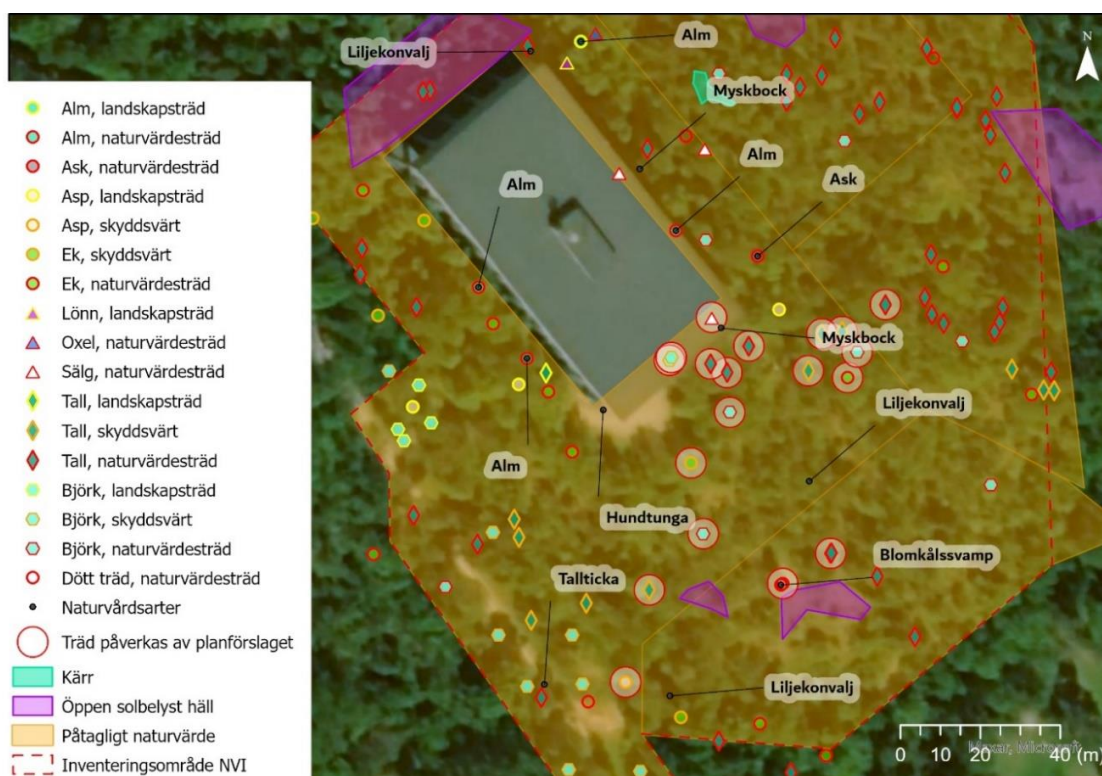 Alm, landskapsträd
Alm, naturvärdesträd
Ask, naturvärdesträd
Asp, landskapsträd
Asp, skyddsvärt
Ek, skyddsvärt
Ek, naturvärdesträd
Lönn, landskapsträd
Oxel, naturvärdesträd
Sälg, naturvärdesträd
Tall, landskapsträd
Tall, skyddsvärt
Tall, naturvärdesträd
Björk, landskapsträd
Björk, skyddsvärt
Björk, naturvärdesträd
Dött träd, naturvärdesträd
Naturvårdsarter
Träd påverkas av planförslaget
Kärr
Öppen solbelyst häll
Påtagligt naturvärde
Inventeringsområde NVI
Liljekonvalj
Alm
N
Myskbock
Alm
Ask
Alm
Myskbock
Liljekonvalj
Alm
Hundtunga
Blomkålssvamp
Tallticka
Liljekonvalj
0 10 20 40 (m)
Maxar, Microsoft